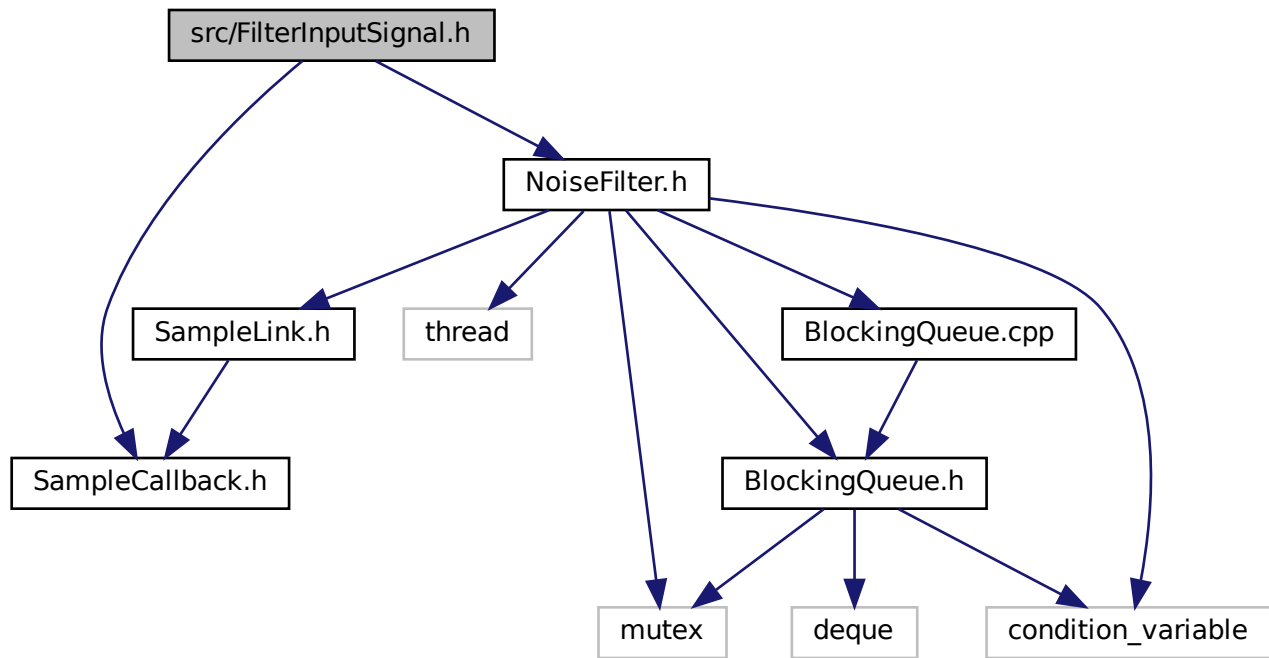 src/FilterInputSignal.h
NoiseFilter.h
SampleLink.h
thread
BlockingQueue.cpp
SampleCallback.h
BlockingQueue.h
mutex
deque
condition_variable